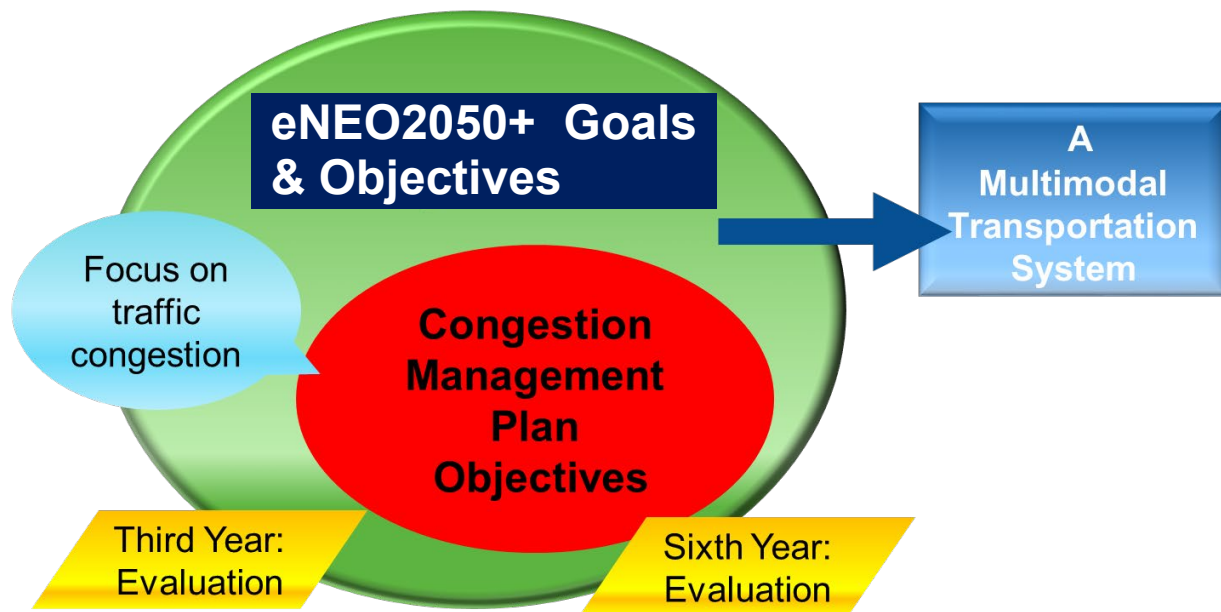 eNEO2050+ Goals
& Objectives
A
Multimodal
Transportation
System
Focus on
traffic
congestion
Congestion
Management
Plan
Objectives
Third Year:
Evaluation
Sixth Year:
Evaluation